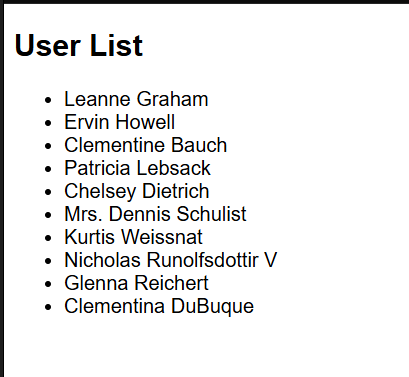 User List
• Leanne Graham
• Ervin Howell
• Clementine Bauch
• Patricia Lebsack
• Chelsey Dietrich
• Mrs. Dennis Schulist
• Kurtis Weissnat
• Nicholas Runolfsdottir V
• Glenna Reichert
• Clementina DuBuque